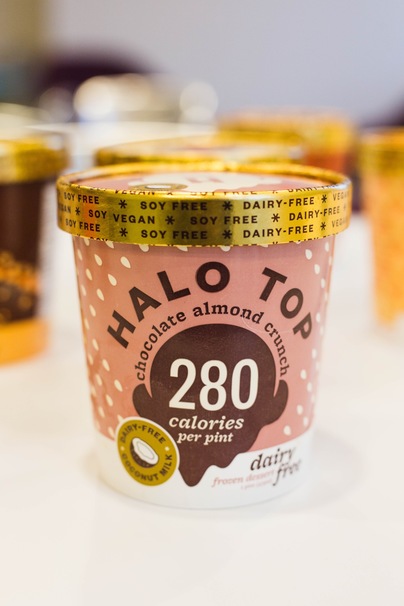 SOY FREE
SOY FREE * DAIRY-FREE *
SOY VEGAN * SOY FREE * DAIRY-FREE
SOY FREE * DAIRY-FREE
HALO TOP
chocolate almond crunch
280
calories
per pint
DAIRY-FREE
COCONUT MILK
dairy
free
frozen dessert